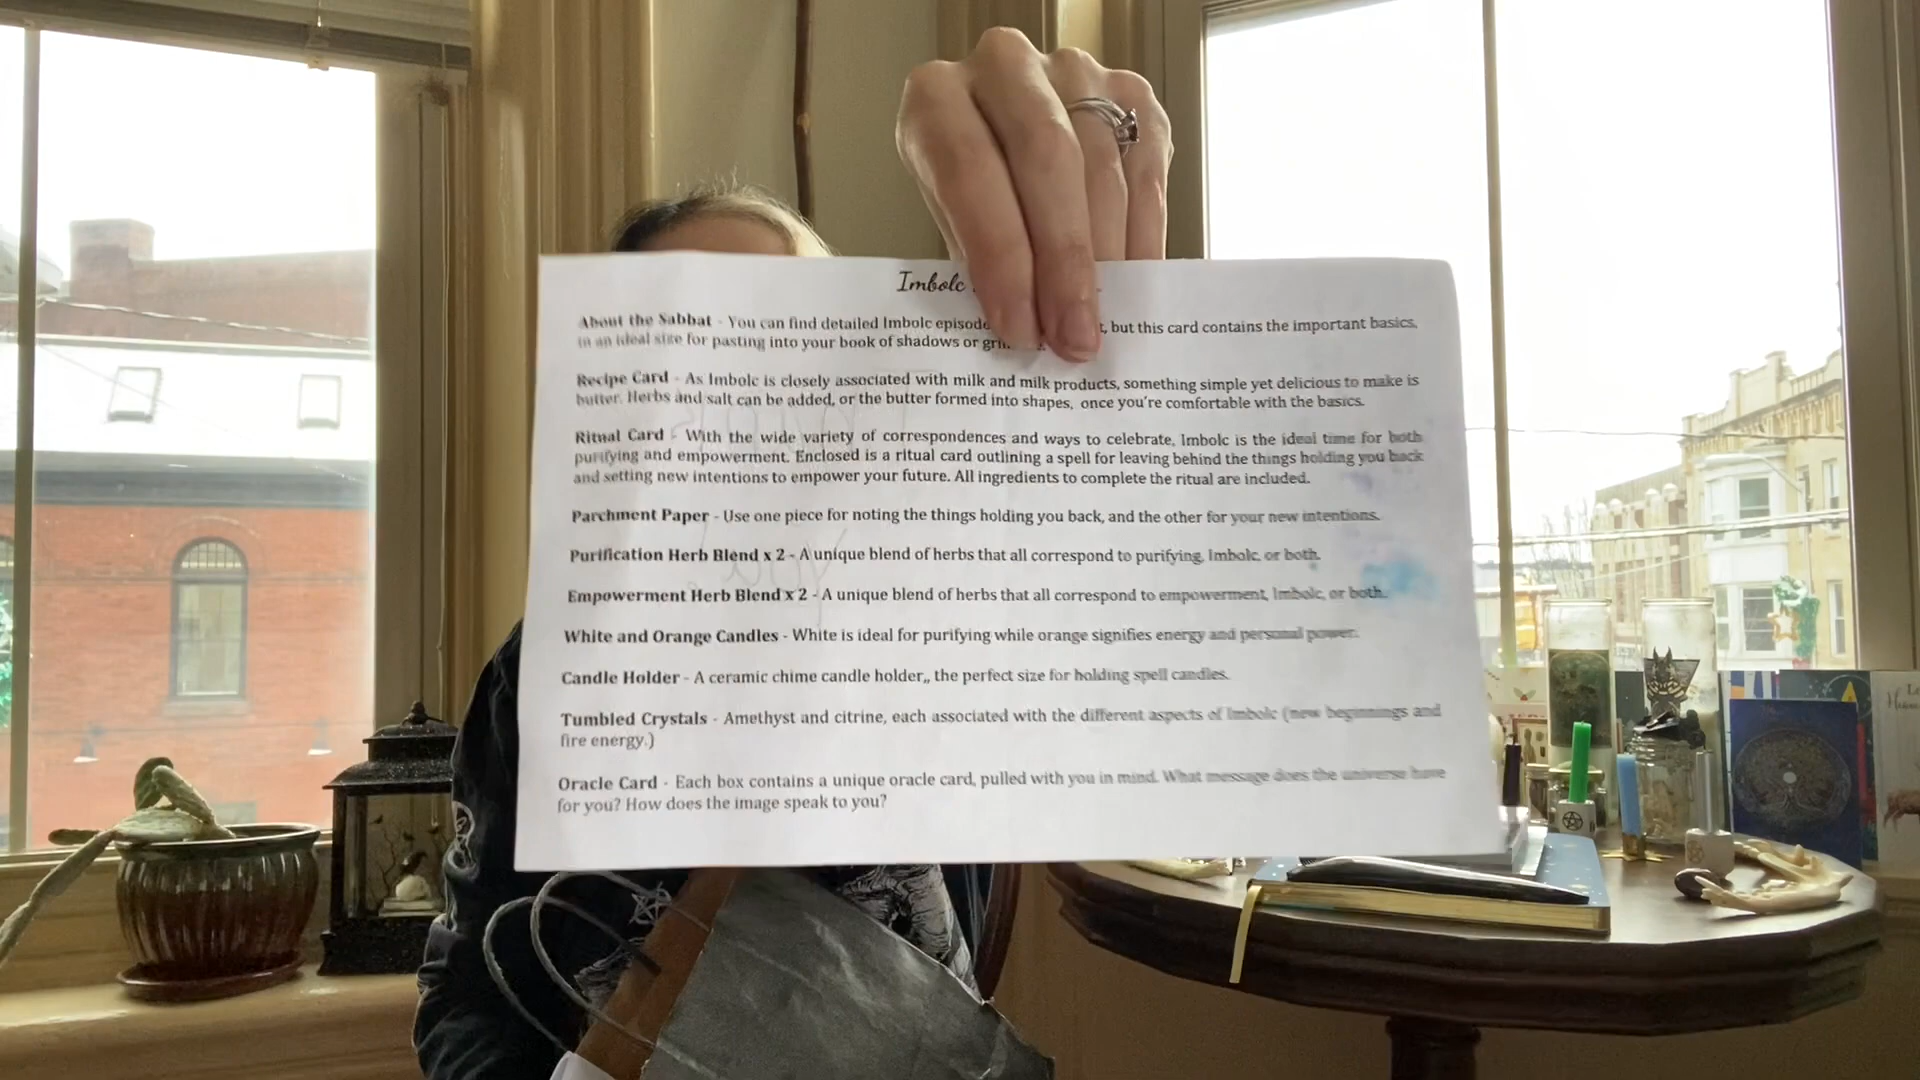 Imbolc
About the Sabbat - You can find detailed Imbolc episode t, but this card contains the important basics,
in an ideal size for pasting into your book of shadows or gri
Recipe Card - As Imbolc is closely associated with milk and milk products, something simple yet delicious to make is
butter. Herbs and salt can be added, or the butter formed into shapes, once you're comfortable with the basics.
Ritual Card - With the wide variety of correspondences and ways to celebrate, Imbolc is the ideal time for both
purifying and empowerment. Enclosed is a ritual card outlining a spell for leaving behind the things holding you back
and setting new intentions to empower your future. All ingredients to complete the ritual are included.
Parchment Paper - Use one piece for noting the things holding you back, and the other for your new intentions.
Purification Herb Blend x 2 - A unique blend of herbs that all correspond to purifying, Imbolc, or both.
Empowerment Herb Blend x 2 - A unique blend of herbs that all correspond to empowerment, Imbolc, or both.
White and Orange Candles - White is ideal for purifying while orange signifies energy and personal power.
Candle Holder - A ceramic chime candle holder,, the perfect size for holding spell candles.
Tumbled Crystals - Amethyst and citrine, each associated with the different aspects of Imbolc (new beginnings and
fire energy.)
Oracle Card - Each box contains a unique oracle card, pulled with you in mind. What message does the universe have
for you? How does the image speak to you?